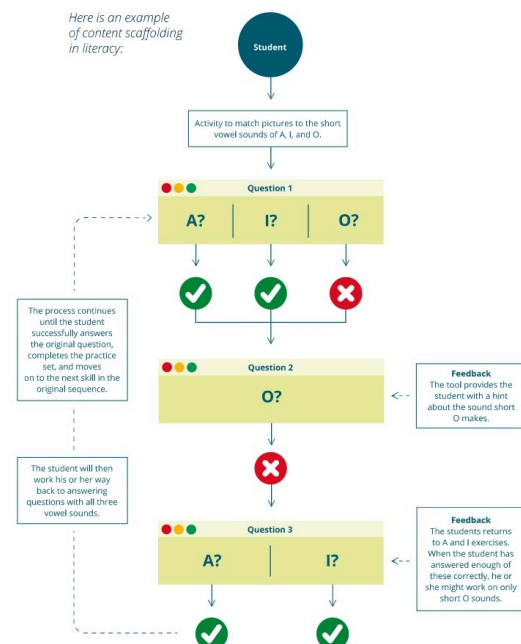 Here is an example
of content scaffolding
in literacy:
Student
Activity to match pictures to the short
vowel sounds of A, I, and O.
Question 1
A?
I?
O?
The process continues
until the student
successfully answers
the original question,
completes the practice
set, and moves
on to the next skill in the
original sequence.
Question 2
O?
Feedback
The tool provides the
student with a hint
about the sound short
O makes.
The student will then
work his or her way
back to answering
questions with all three
vowel sounds.
Question 3
A?
I?
Feedback
The students returns
to A and I exercises.
When the student has
answered enough of
these correctly, he or
she might work on only
short O sounds.